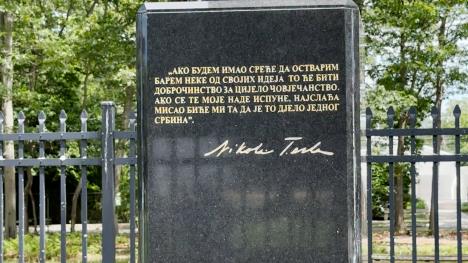 „АКО БУДЕМ ИМАО СРЕЋЕ ДА ОСТВАРИМ
БАРЕМ НЕКЕ ОД СВОЈИХ ИДЕЈА ТО ЋЕ БИТИ
ДОБРОЧИНСТВО ЗА ЦИЈЕЛО ЧОВЈЕЧАНСТВО.
АКО СЕ ТЕ МОЈЕ НАДЕ ИСПУНЕ, НАЈСЛАЂА
МИСАО БИЋЕ МИ ТА ДА ЈЕ ТО ДЈЕЛО ЈЕДНОГ
СРБИНА".
Nikola Tesla